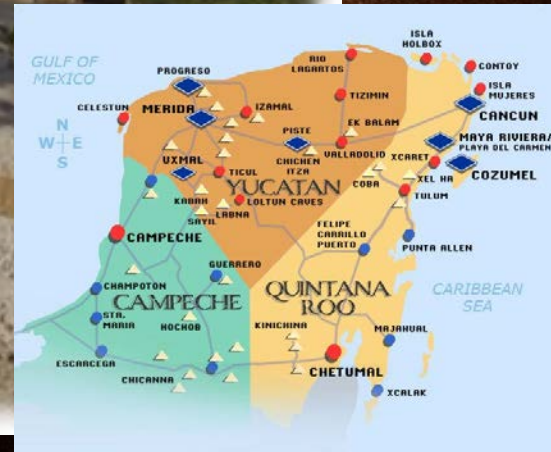 ISLA
HOLBOX
GULF OF
MEXICO
RIO
LAGARTOS
CONTOY
PROGRESO
ISLA
MUJERES
CELESTUN
MERIDA
IZAMAL
TIZIMIN
CANCUN
N
W E
S
PISTE
EK BALAM
MAYA RIVIERA/
PLAYA DEL CARMEN
UXMAL
CHICHEN
ITZA
VALLADOLID
XCARET
COZUMEL
TICUL
YUCATAN
COBA
XEL HA
KABAH
LOLTUN CAVES
TULUM
SAYIL
LABNA
CAMPECHE
FELIPE
CARRILLO
PUERTO
PUNTA ALLEN
GUERRERO
CHAMPOTON
CAMPECHE
QUINTANA
ROO
CARIBBEAN
SEA
STA.
MARIA
HOCHOB
KINICHINA
MAJAHUAL
ESCARCEGA
CHICANNA
CHETUMAL
XCALAK